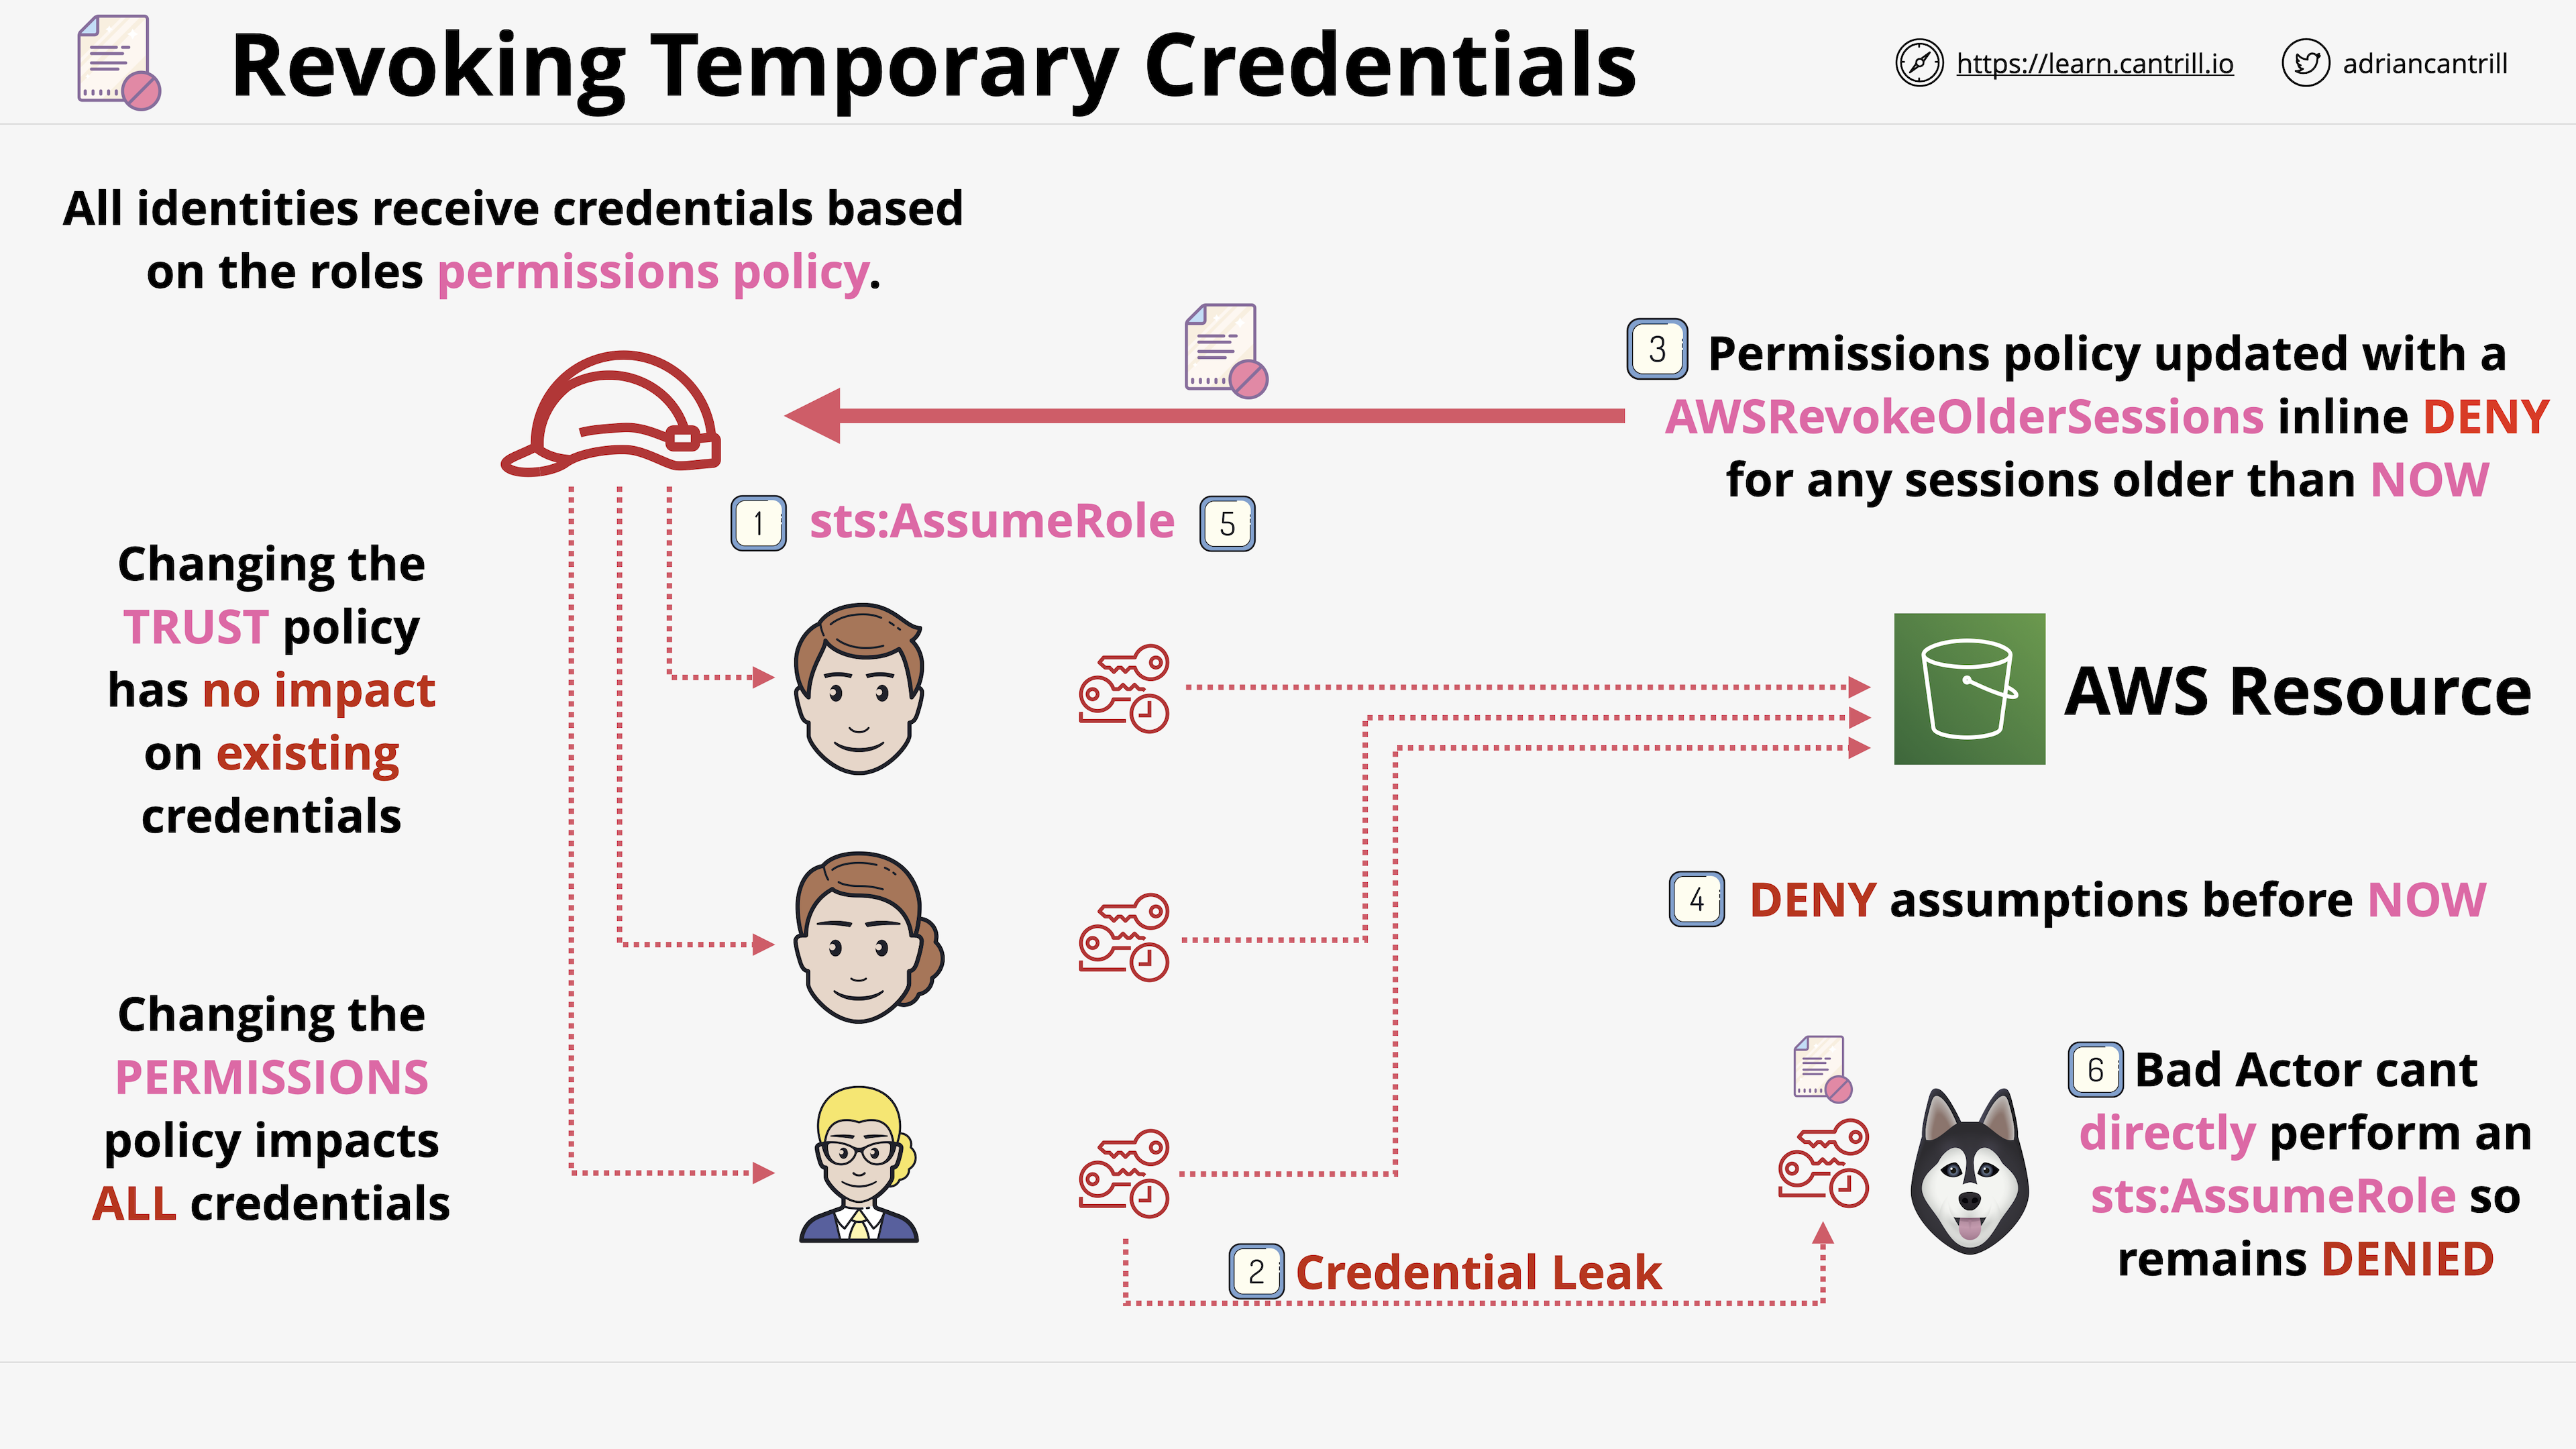 Revoking Temporary Credentials
https://learn.cantrill.io
adriancantrill
All identities receive credentials based
on the roles permissions policy.
3 Permissions policy updated with a
AWSRevokeOlderSessions inline DENY
for any sessions older than NOW
1 sts:AssumeRole 5
Changing the
TRUST policy
has no impact
on existing
credentials
AWS Resource
4 DENY assumptions before NOW
Changing the
PERMISSIONS
policy impacts
ALL credentials
6 Bad Actor cant
directly perform an
sts:AssumeRole so
remains DENIED
2 Credential Leak